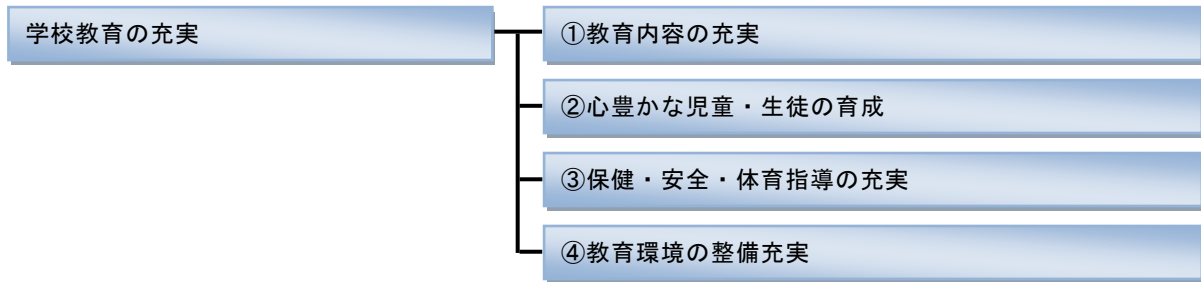 学校教育の充実
①教育内容の充実
②心豊かな児童・生徒の育成
③保健・安全・体育指導の充実
④教育環境の整備充実